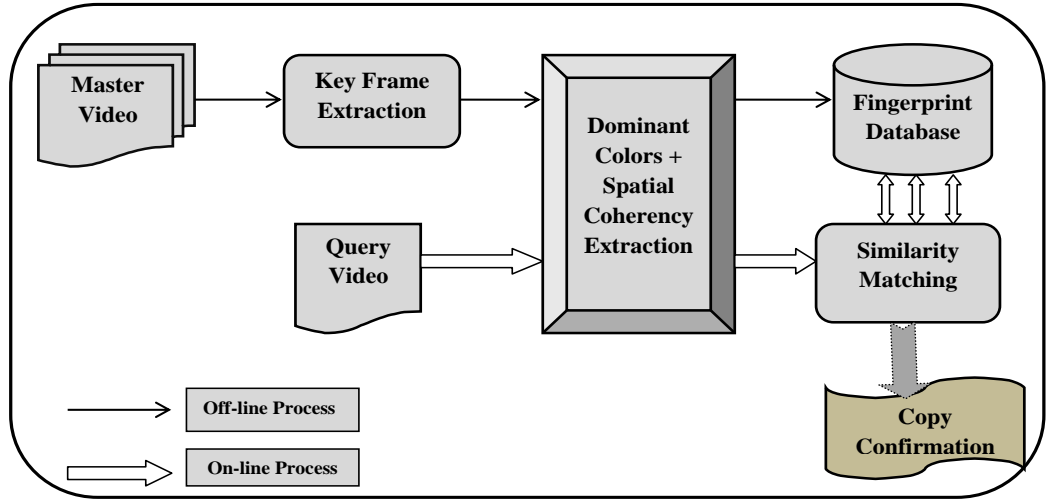 Master
Video
Key Frame
Extraction
Dominant
Colors +
Spatial
Coherency
Extraction
Fingerprint
Database
Query
Video
Similarity
Matching
Copy
Confirmation
Off-line Process
On-line Process